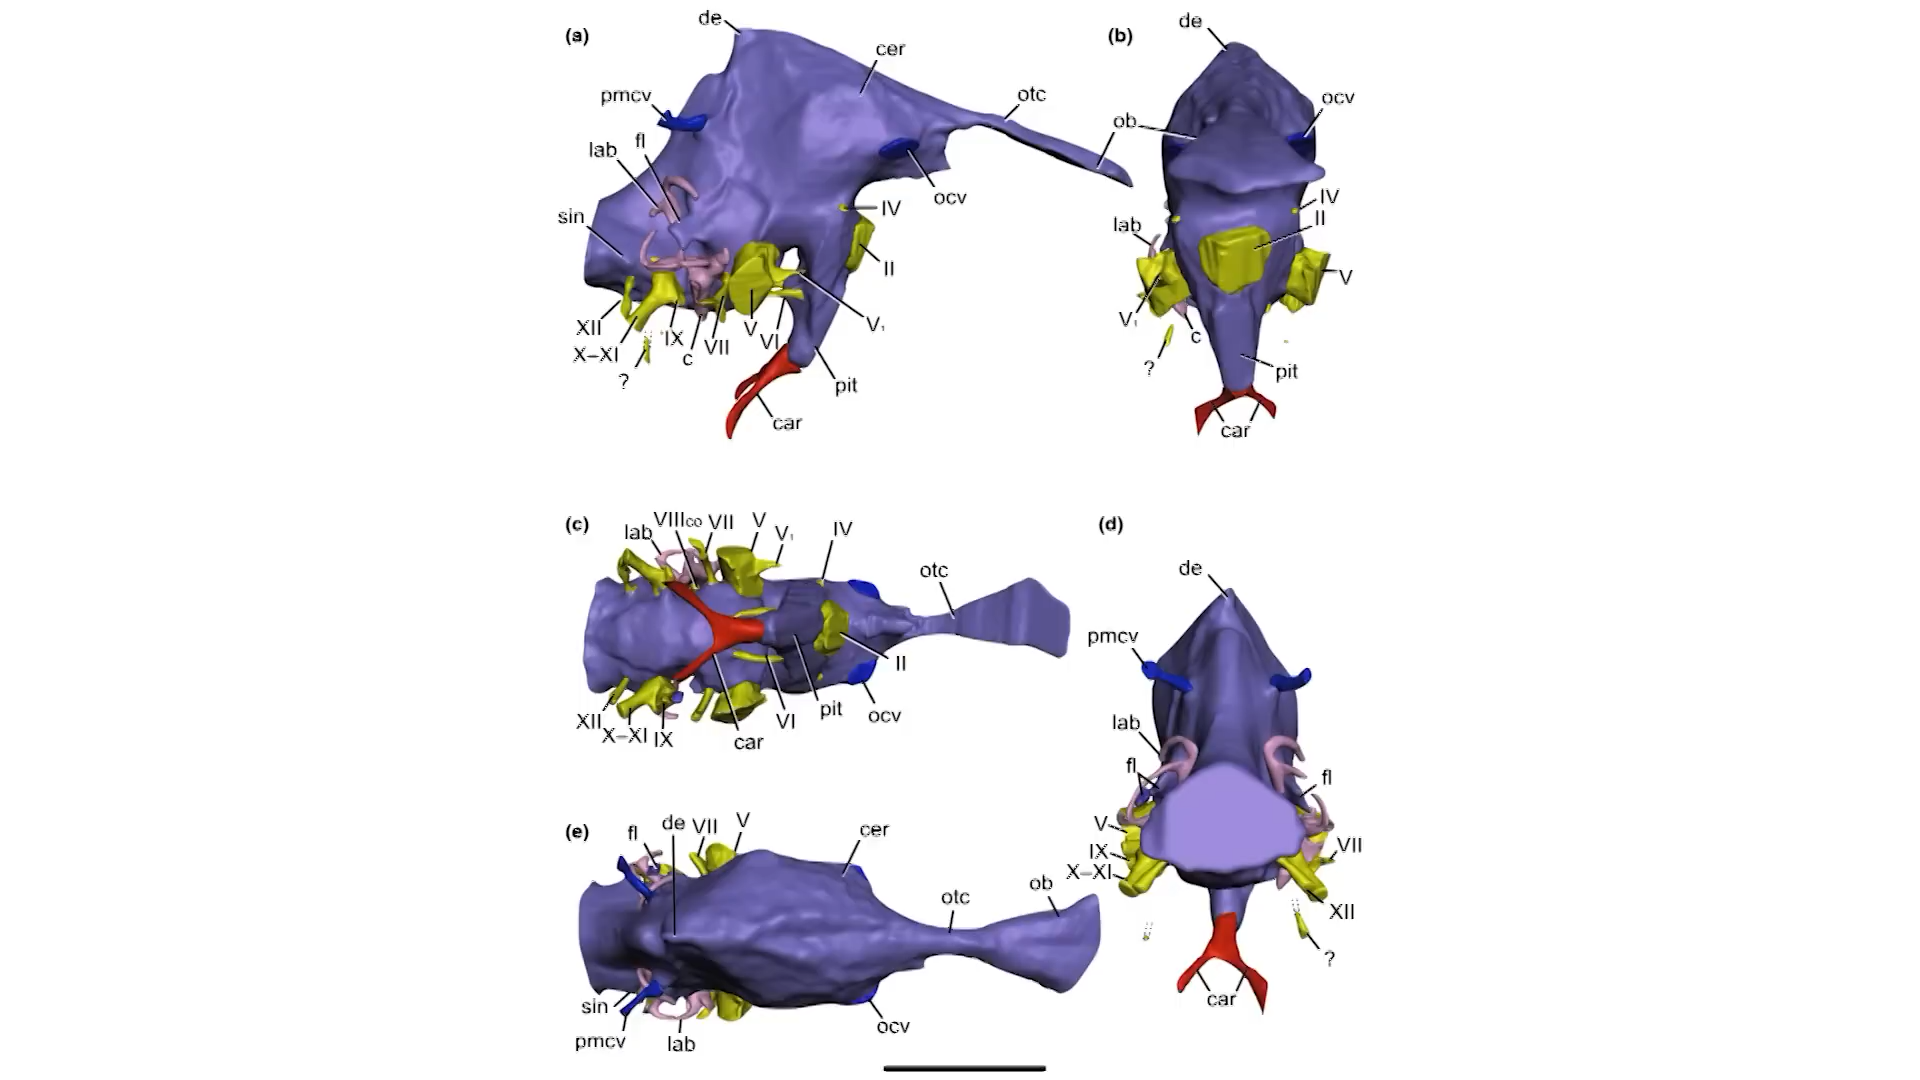 (a)
de
cer
pmcv
otc
fl
lab
ob
ocv
sin
IV
II
XII
X–XI
IX
c
VII
V
VI
V₁
?
pit
car
(b)
de
ocv
ob
IV
II
lab
V
V₁
c
?
pit
car
(c)
lab
VIIIco
VII
V
V₁
IV
otc
II
XII
X–XI
IX
car
VI
pit
ocv
(d)
de
pmcv
lab
fl
fl
V
IX
X–XI
VII
XII
?
car
(e)
fl
de
VII
V
cer
otc
ob
sin
pmcv
lab
ocv